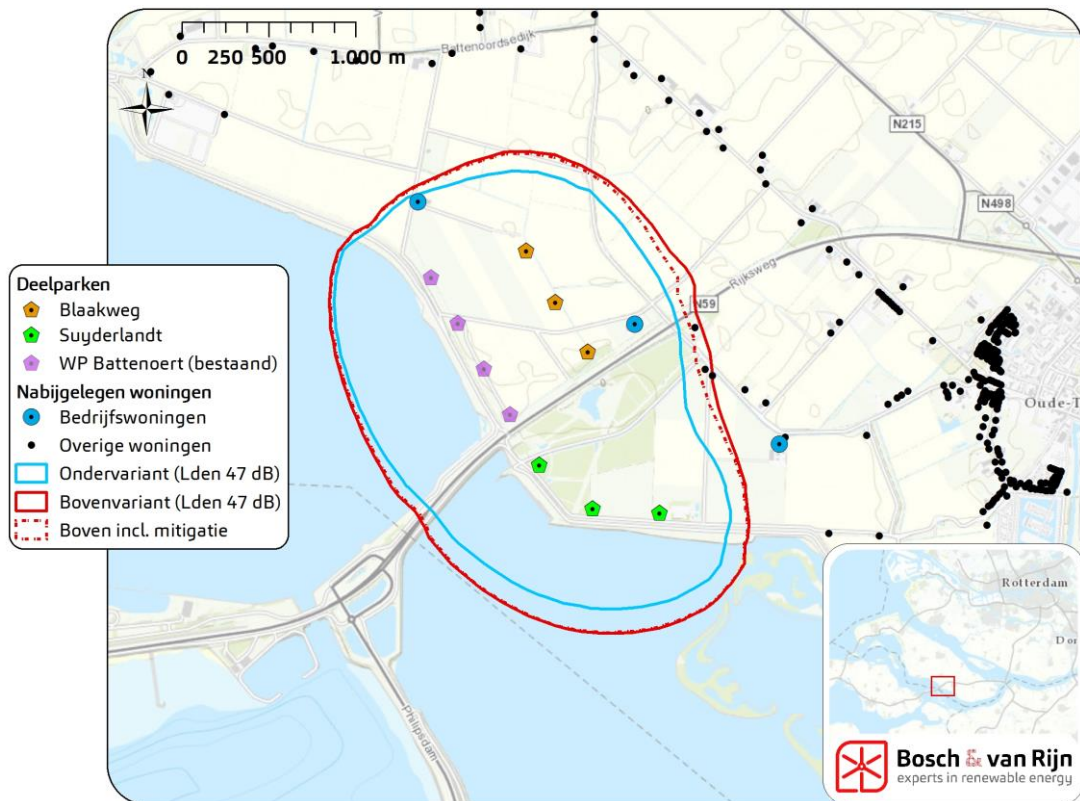 0 250 500 1.000 m
N
Battenoordsedijk
N215
N498
Rijksweg
N59
Oude-T
Philipsdam
Deelparken
Blaakweg
Suyderlandt
WP Battenoert (bestaand)
Nabijgelegen woningen
Bedrijfswoningen
Overige woningen
Ondervariant (Lden 47 dB)
Bovenvariant (Lden 47 dB)
Boven incl. mitigatie
Rotterdam
Dor
Bosch & van Rijn
experts in renewable energy